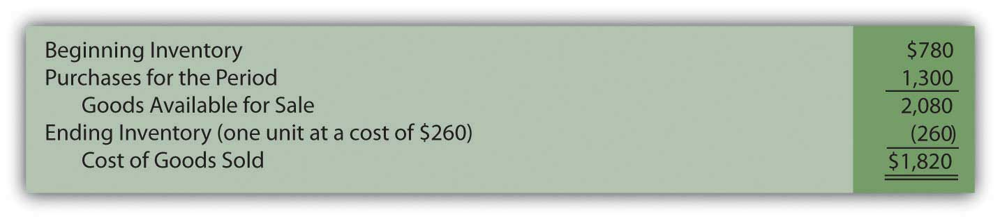 Beginning Inventory $780
Purchases for the Period 1,300
Goods Available for Sale 2,080
Ending Inventory (one unit at a cost of $260) (260)
Cost of Goods Sold $1,820